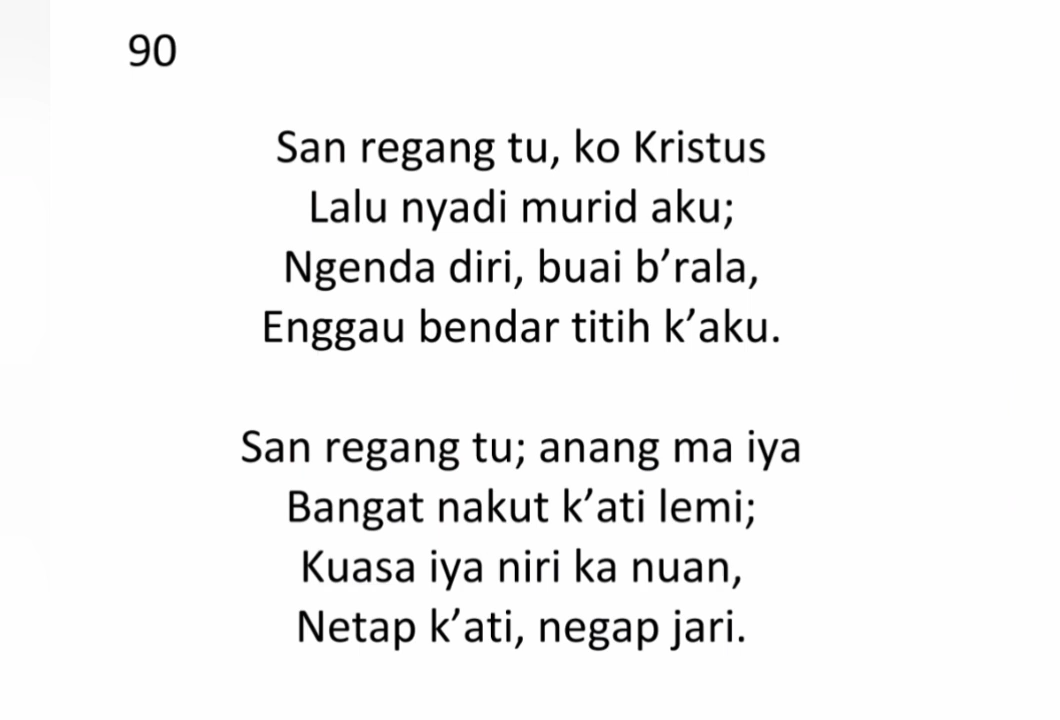 90
San regang tu, ko Kristus
Lalu nyadi murid aku;
Ngenda diri, buai b’rala,
Enggau bendar titih k’aku.
San regang tu; anang ma iya
Bangat nakut k’ati lemi;
Kuasa iya niri ka nuan,
Netap k’ati, negap jari.